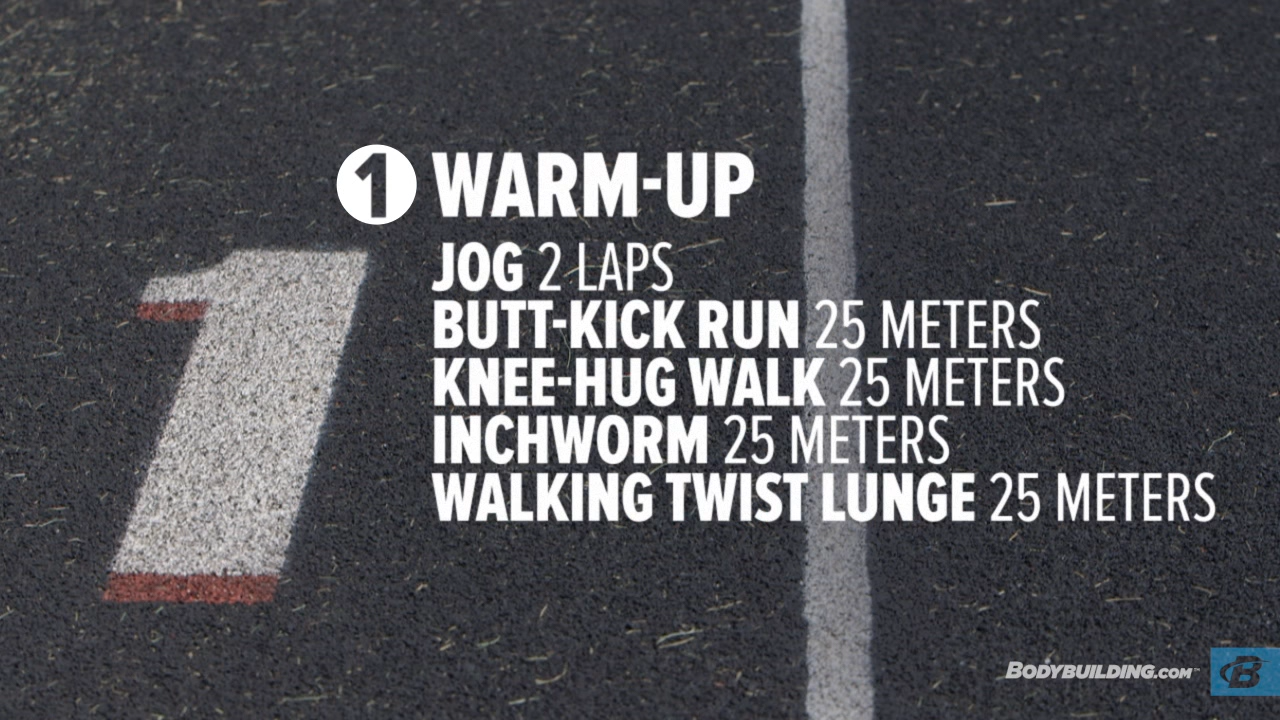 1 WARM-UP
JOG 2 LAPS
BUTT-KICK RUN 25 METERS
KNEE-HUG WALK 25 METERS
INCHWORM 25 METERS
WALKING TWIST LUNGE 25 METERS
1
BODYBUILDING.COM™ B